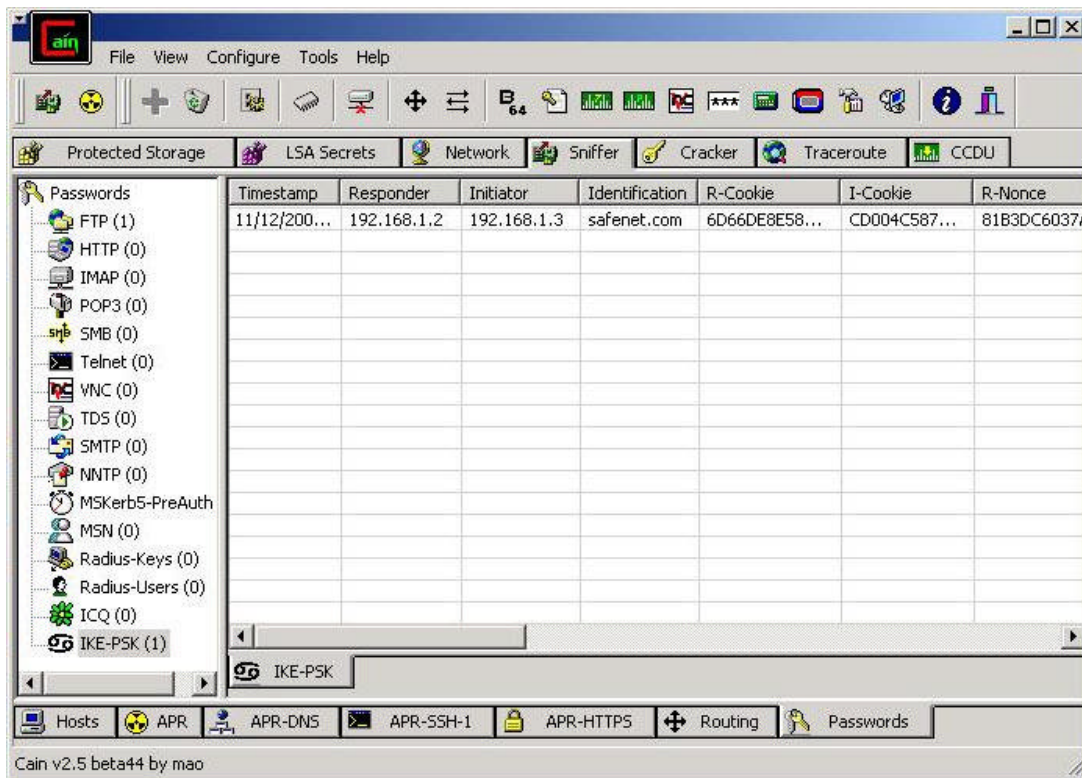 Cain
File View Configure Tools Help
B64
***
Protected Storage LSA Secrets Network Sniffer Cracker Traceroute CCDU
Passwords
FTP (1)
HTTP (0)
IMAP (0)
POP3 (0)
SMB (0)
Telnet (0)
VNC (0)
TDS (0)
SMTP (0)
NNTP (0)
MSKerb5-PreAuth
MSN (0)
Radius-Keys (0)
Radius-Users (0)
ICQ (0)
IKE-PSK (1)
Timestamp Responder Initiator Identification R-Cookie I-Cookie R-Nonce
11/12/200... 192.168.1.2 192.168.1.3 safenet.com 6D66DE8E58... CD004C587... 81B3DC6037
IKE-PSK
Hosts APR APR-DNS APR-SSH-1 APR-HTTPS Routing Passwords
Cain v2.5 beta44 by mao